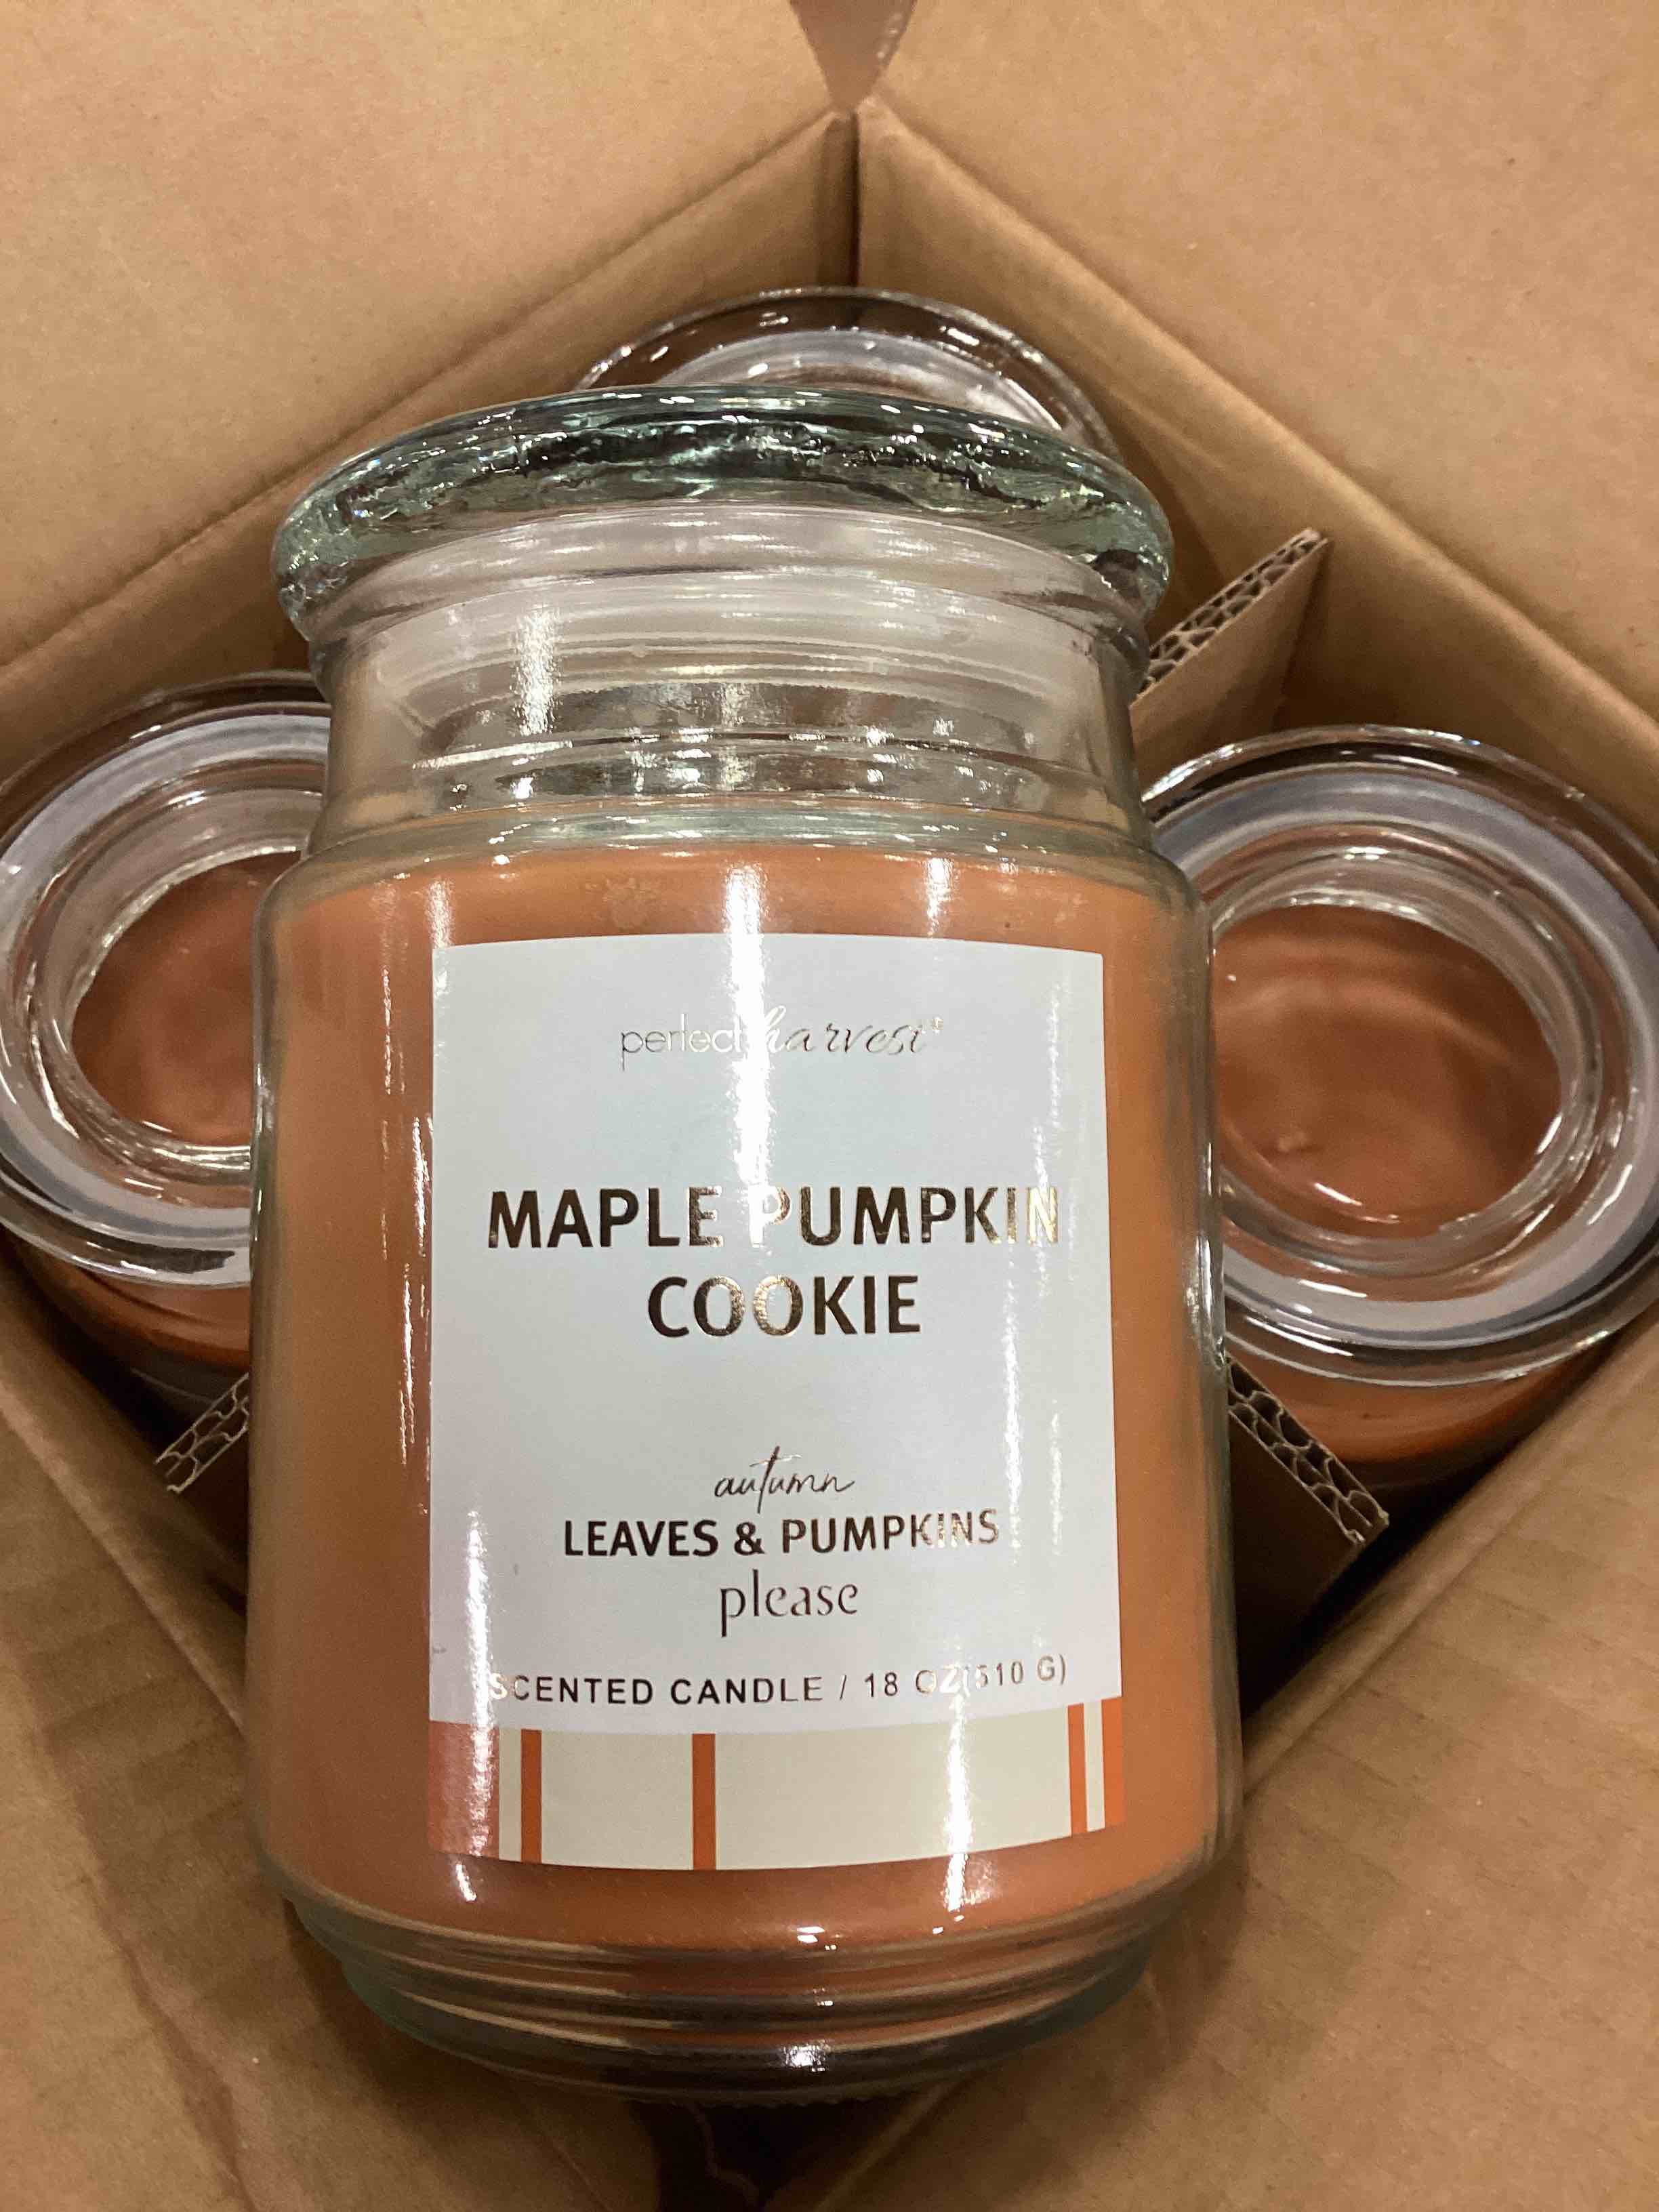 perfect harvest®
MAPLE PUMPKIN
COOKIE
autumn
LEAVES & PUMPKINS
please
SCENTED CANDLE / 18 OZ(510 G)